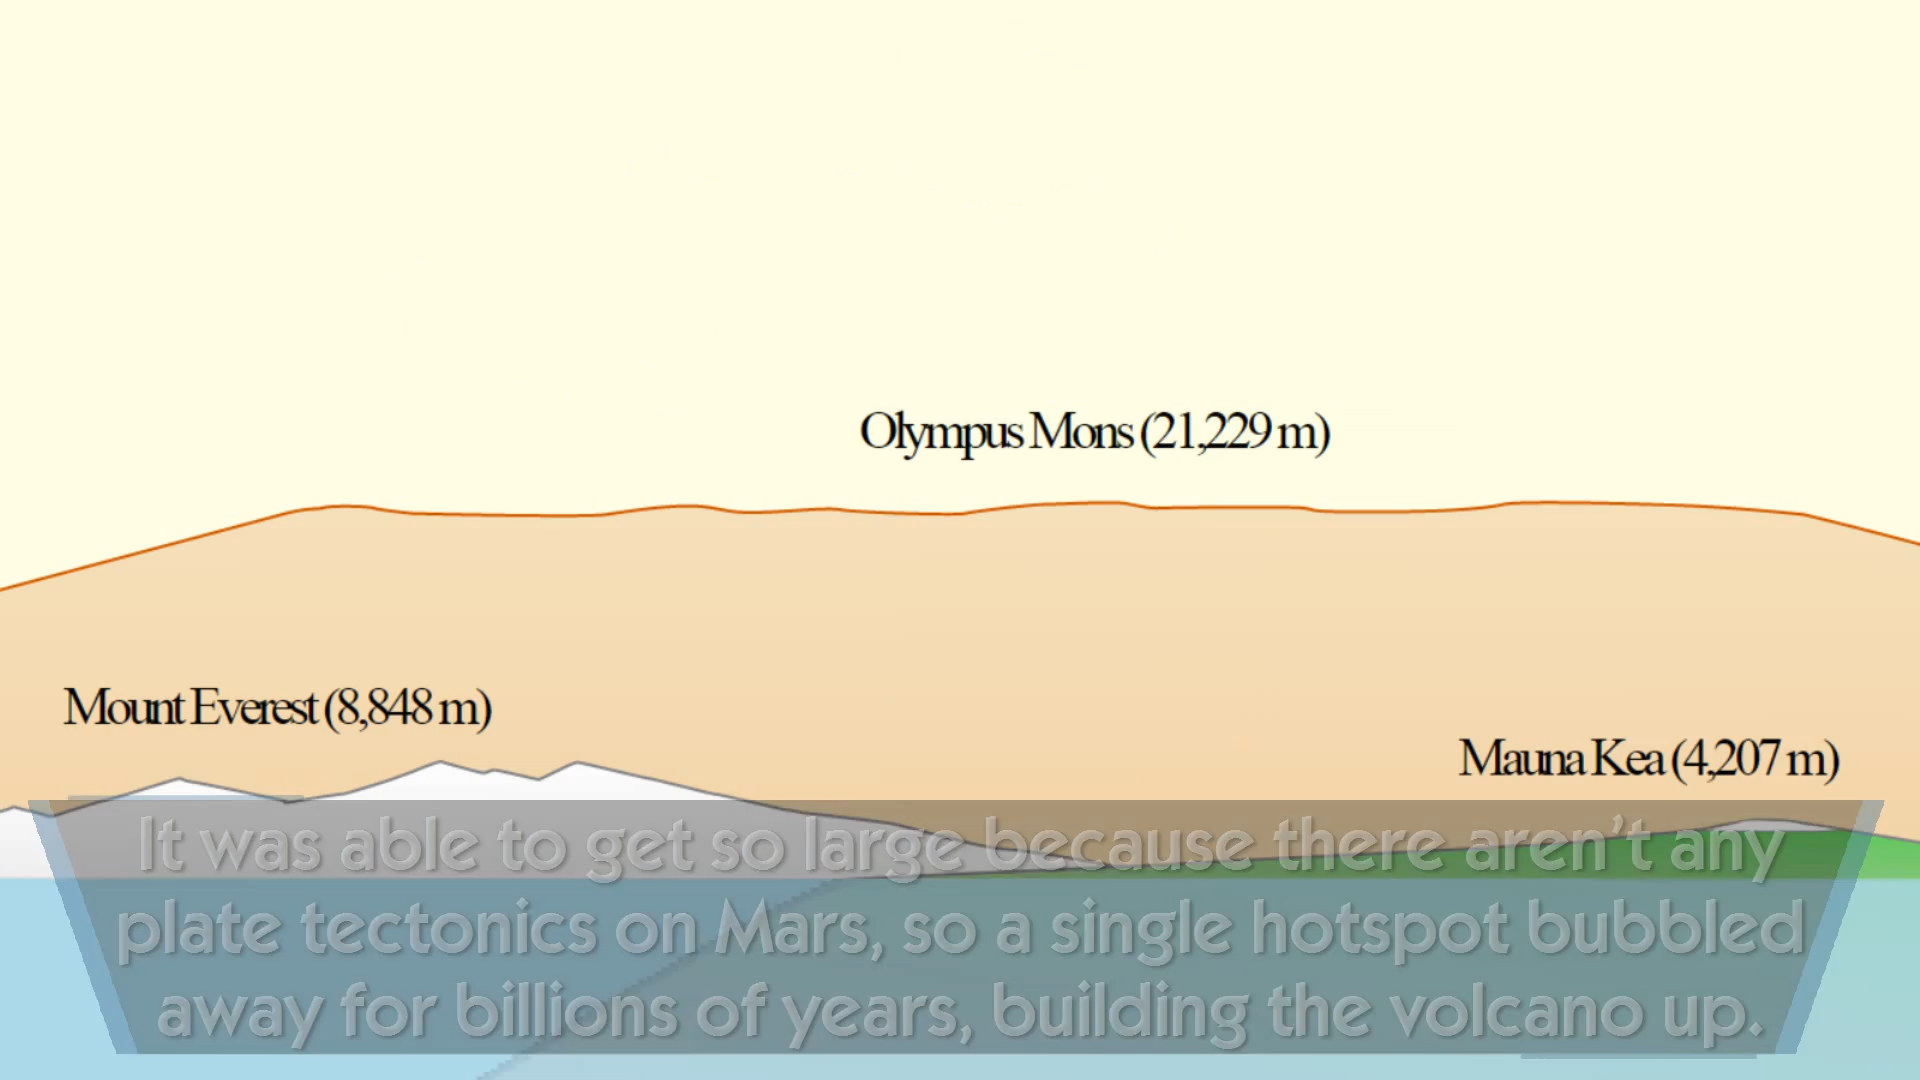 Olympus Mons (21,229 m)
Mount Everest (8,848 m)
Mauna Kea (4,207 m)
It was able to get so large because there aren't any
plate tectonics on Mars, so a single hotspot bubbled
away for billions of years, building the volcano up.